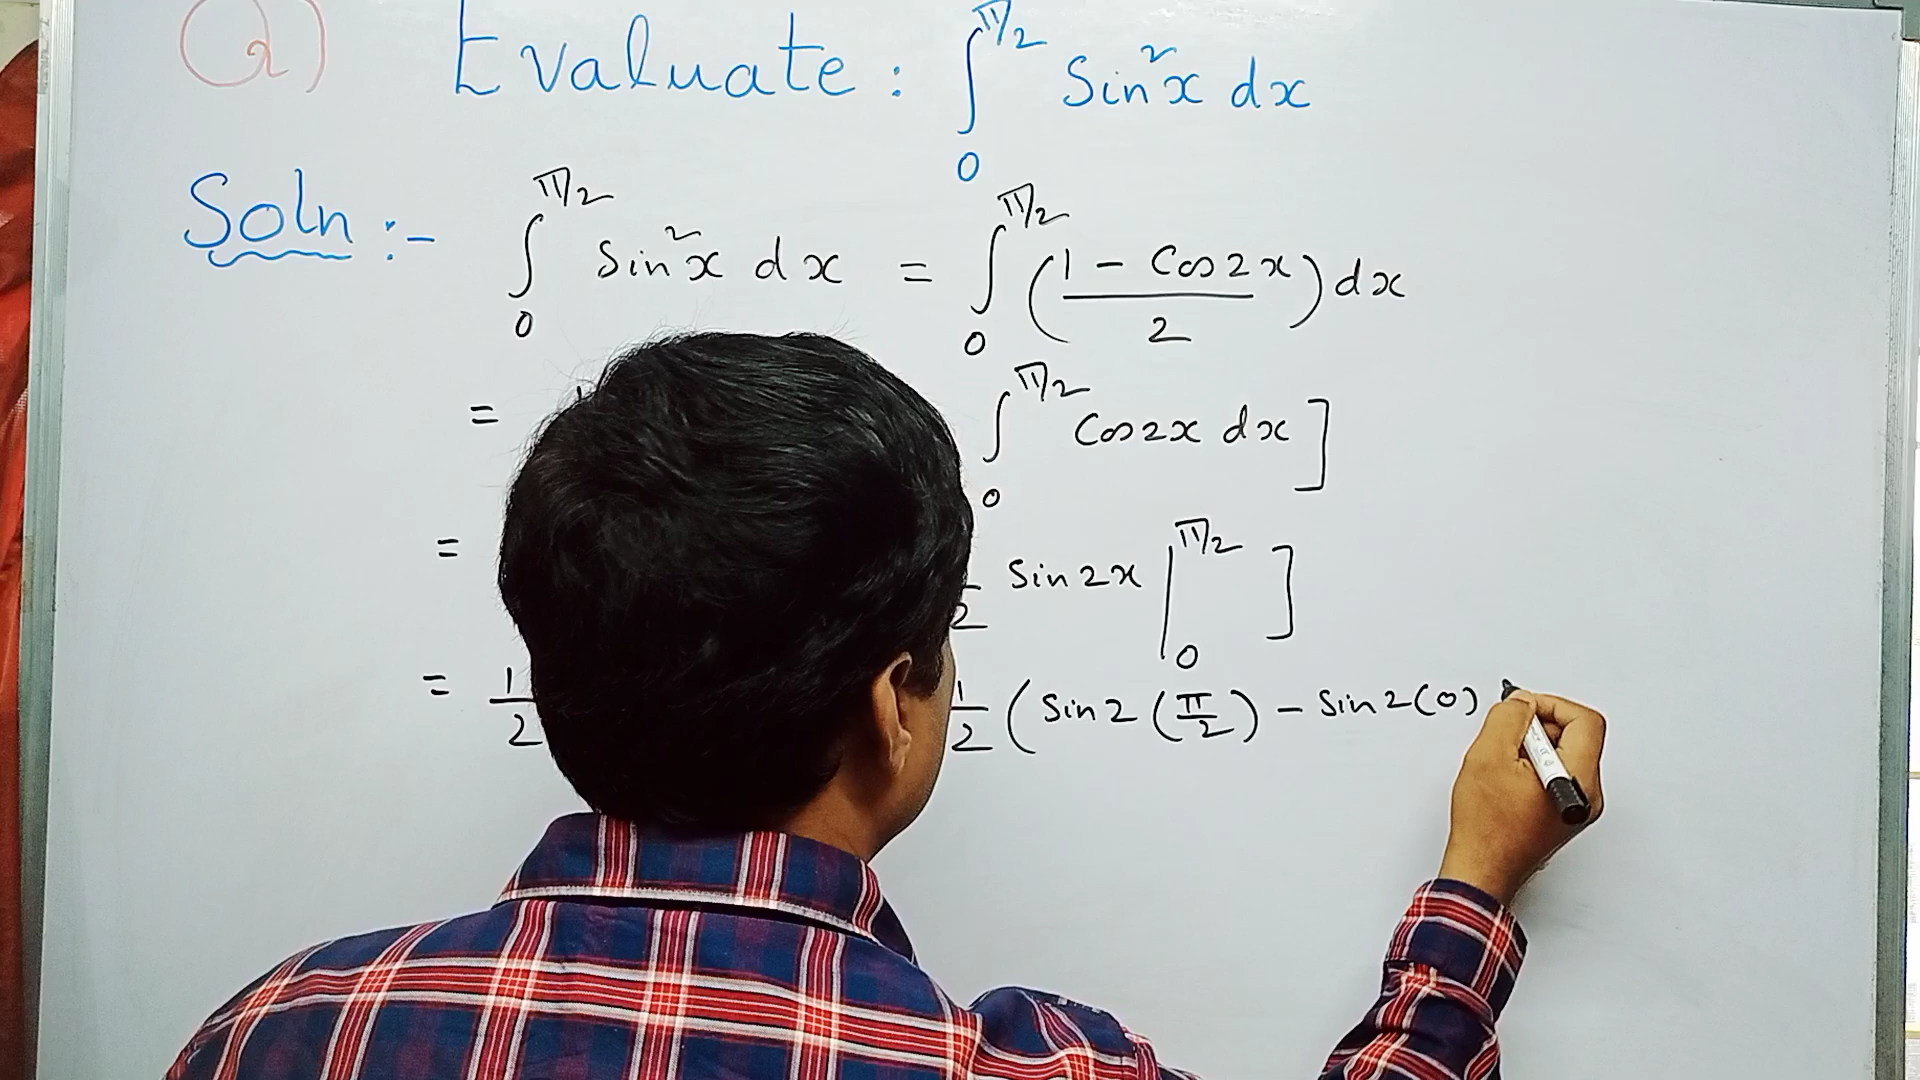 Q) Evaluate: ∫₀^(π/2) Sin²x dx
Soln :- ∫₀^(π/2) Sin²x dx = ∫₀^(π/2) ((1 - Cos2x)/2) dx
= ∫₀^(π/2) Cos2x dx ]
= 2 Sin2x |₀^(π/2) ]
= 1/2 1/2 (Sin2(π/2) - Sin2(0)